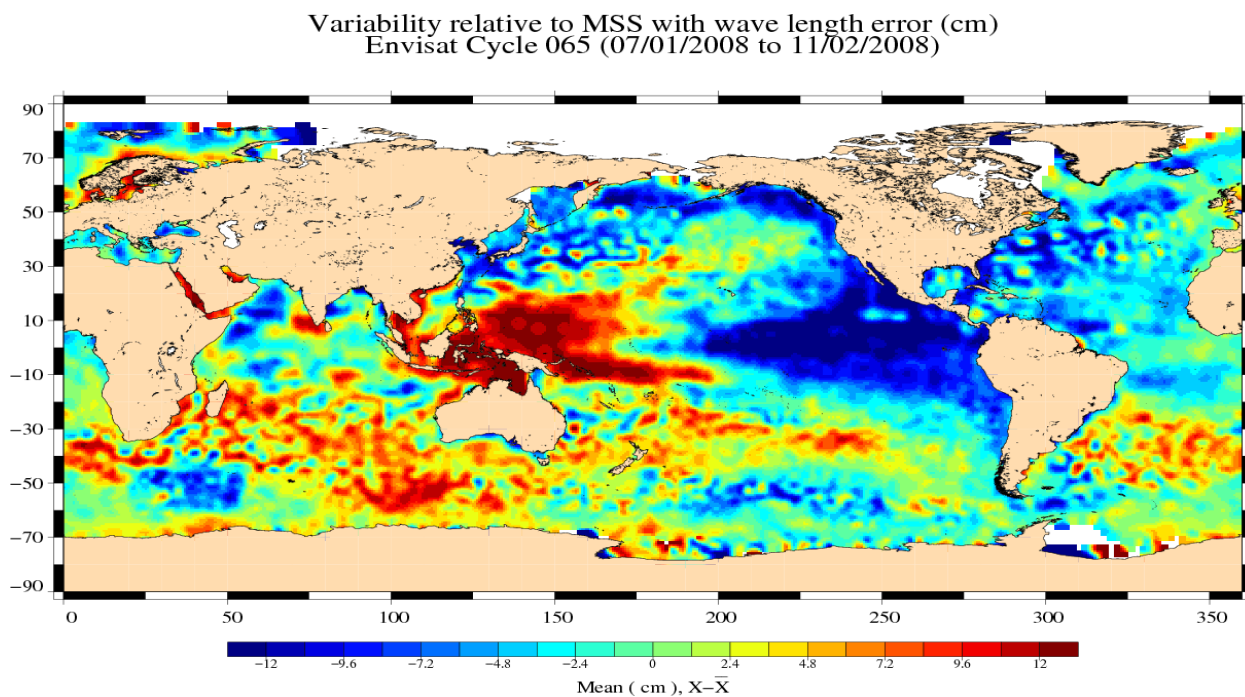 Variability relative to MSS with wave length error (cm)
Envisat Cycle 065 (07/01/2008 to 11/02/2008)
90
70
50
30
10
−10
−30
−50
−70
−90
0 50 100 150 200 250 300 350
−12 −9.6 −7.2 −4.8 −2.4 0 2.4 4.8 7.2 9.6 12
Mean ( cm ), X−X̅